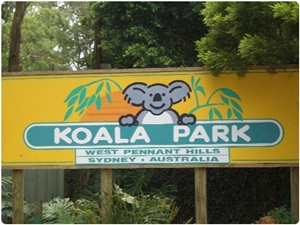 KOALA PARK
WEST PENNANT HILLS
SYDNEY • AUSTRALIA